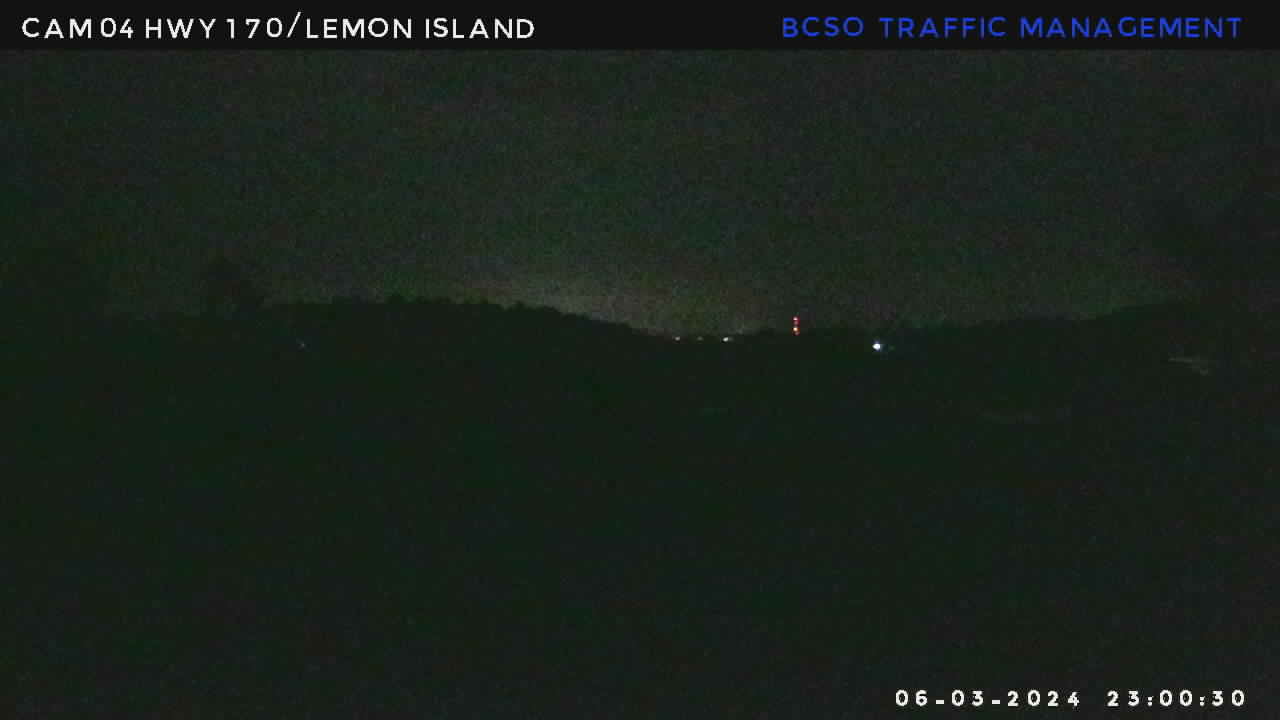 CAM04 HWY 170/LEMON ISLAND
BCSO TRAFFIC MANAGEMENT
06-03-2024 23:00:30